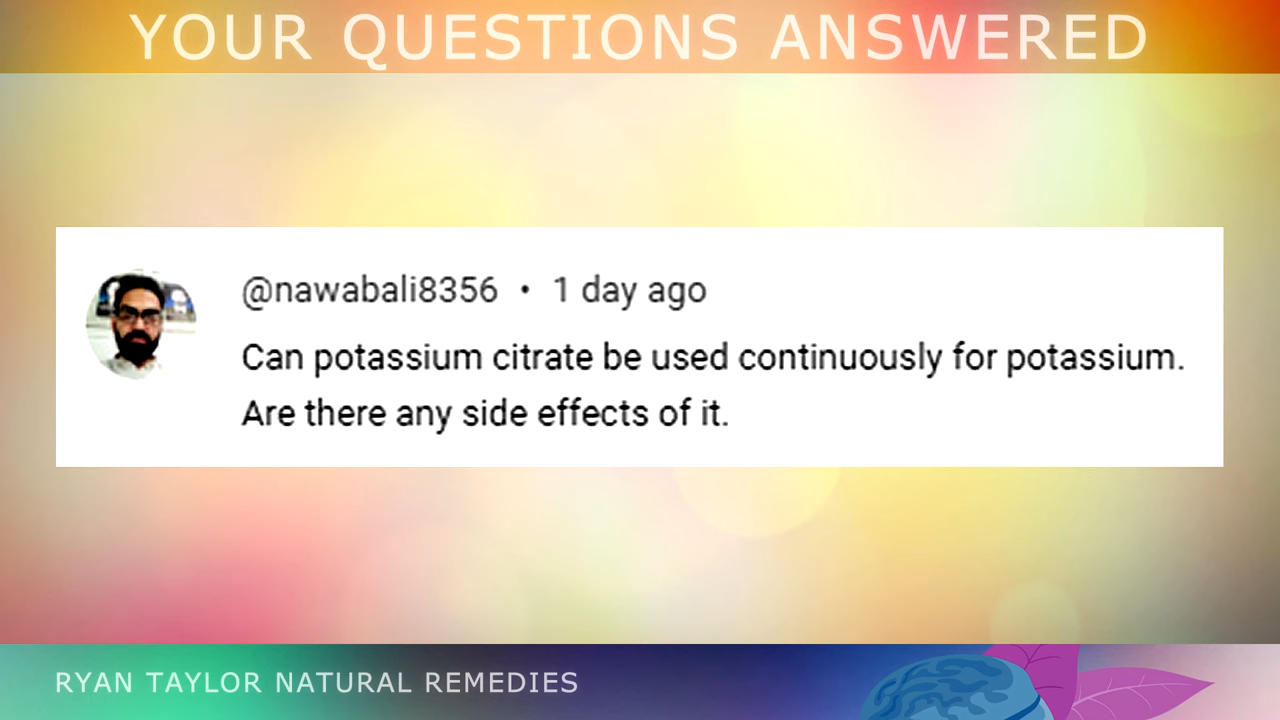 YOUR QUESTIONS ANSWERED
@nawabali8356 • 1 day ago
Can potassium citrate be used continuously for potassium.
Are there any side effects of it.
RYAN TAYLOR NATURAL REMEDIES